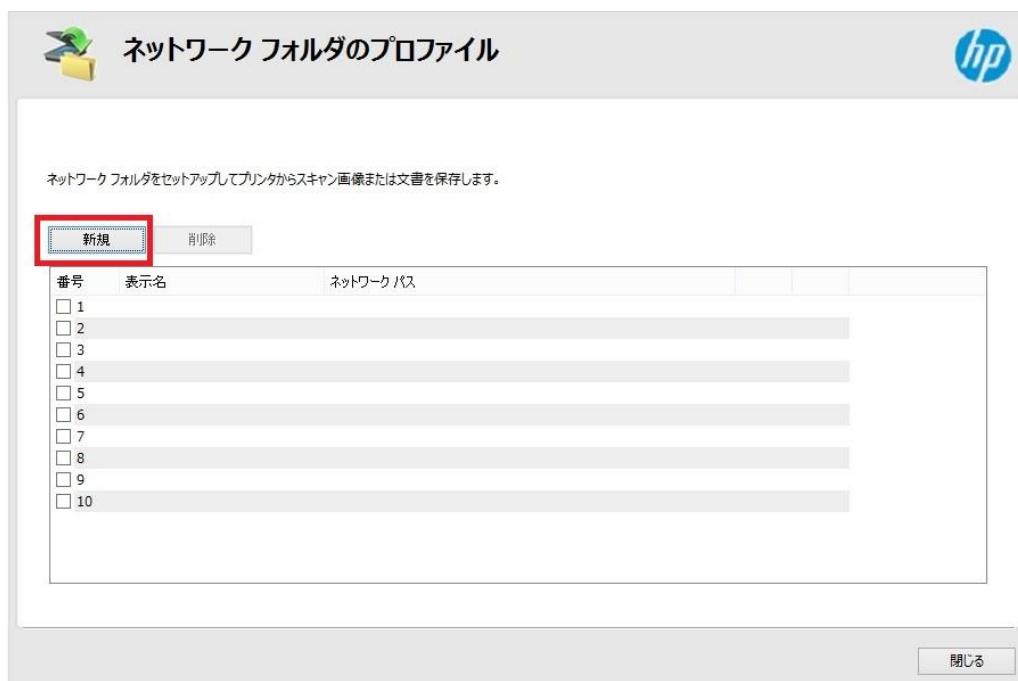 ネットワーク フォルダのプロファイル
hp
ネットワーク フォルダをセットアップしてプリンタからスキャン画像または文書を保存します。
新規 削除
番号 表示名 ネットワーク パス
1
2
3
4
5
6
7
8
9
10
閉じる